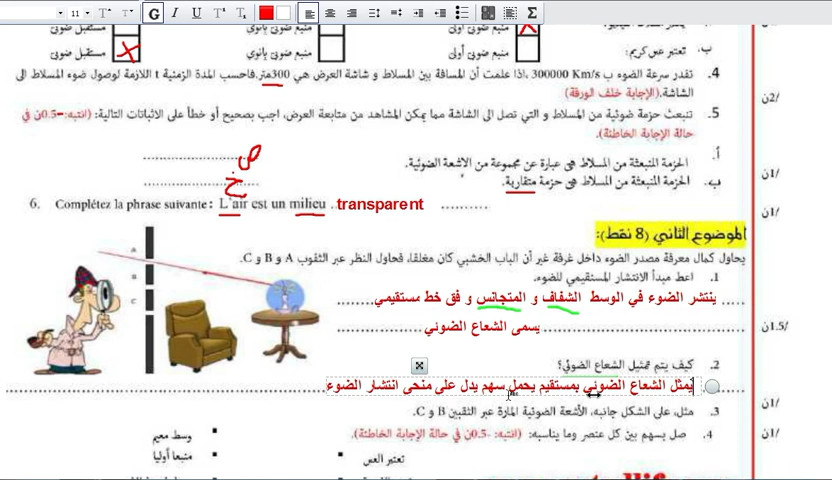 11
G I U T T Σ
منبع ضوئي أولي
منبع ضوئي ثانوي
مستقبل ضوئي
ب. تعتبر عين كريم:
منبع ضوئي أولي
منبع ضوئي ثانوي
مستقبل ضوئي
4. تقدر سرعة الضوء ب 300000 Km/s ،اذا علمت أن المسافة بين المسلاط و شاشة العرض هي 300متر.فاحسب المدة الزمنية t اللازمة لوصول ضوء المسلاط الى
الشاشة.(الإجابة خلف الورقة)
/2ن
5. تنبعث حزمة ضوئية من المسلاط و التي تصل الى الشاشة مما يمكن المشاهد من متابعة العرض، اجب بصحيح أو خطأ على الاثباتات التالية: (انتبه:-0.5ن في
حالة الإجابة الخاطئة).
أ. الحزمة المنبعثة من المسلاط هي عبارة عن مجموعة من الإشعة الضوئية. ............ص
/1ن
ب. الحزمة المنبعثة من المسلاط هي حزمة متقاربة. ............خ
6. Complétez la phrase suivante : L'air est un milieu ..transparent ..........
/1ن
الموضوع الثاني (8 نقط):
يحاول كمال معرفة مصدر الضوء داخل غرفة غير أن الباب الخشبي كان مغلقا، فحاول النظر عبر الثقوب A و B و C.
A
B
C
1. اعط مبدأ الانتشار المستقيمي للضوء.
ينتشر الضوء في الوسط الشفاف و المتجانس و فق خط مستقيمي
يسمى الشعاع الضوئي
/1.5ن
2. كيف يتم تمثيل الشعاع الضوئي؟
يمثل الشعاع الضوئي بمستقيم يحمل سهم يدل على منحى انتشار الضوء
/1ن
3. مثل، على الشكل جانبه، الأشعة الضوئية المارة عبر الثقبين B و C.
4. صل بسهم بين كل عنصر وما يناسبه: (انتبه: -0.5ن في حالة الإجابة الخاطئة).
/1ن
وسط معيم
منبعا أوليا
تعتبر العين